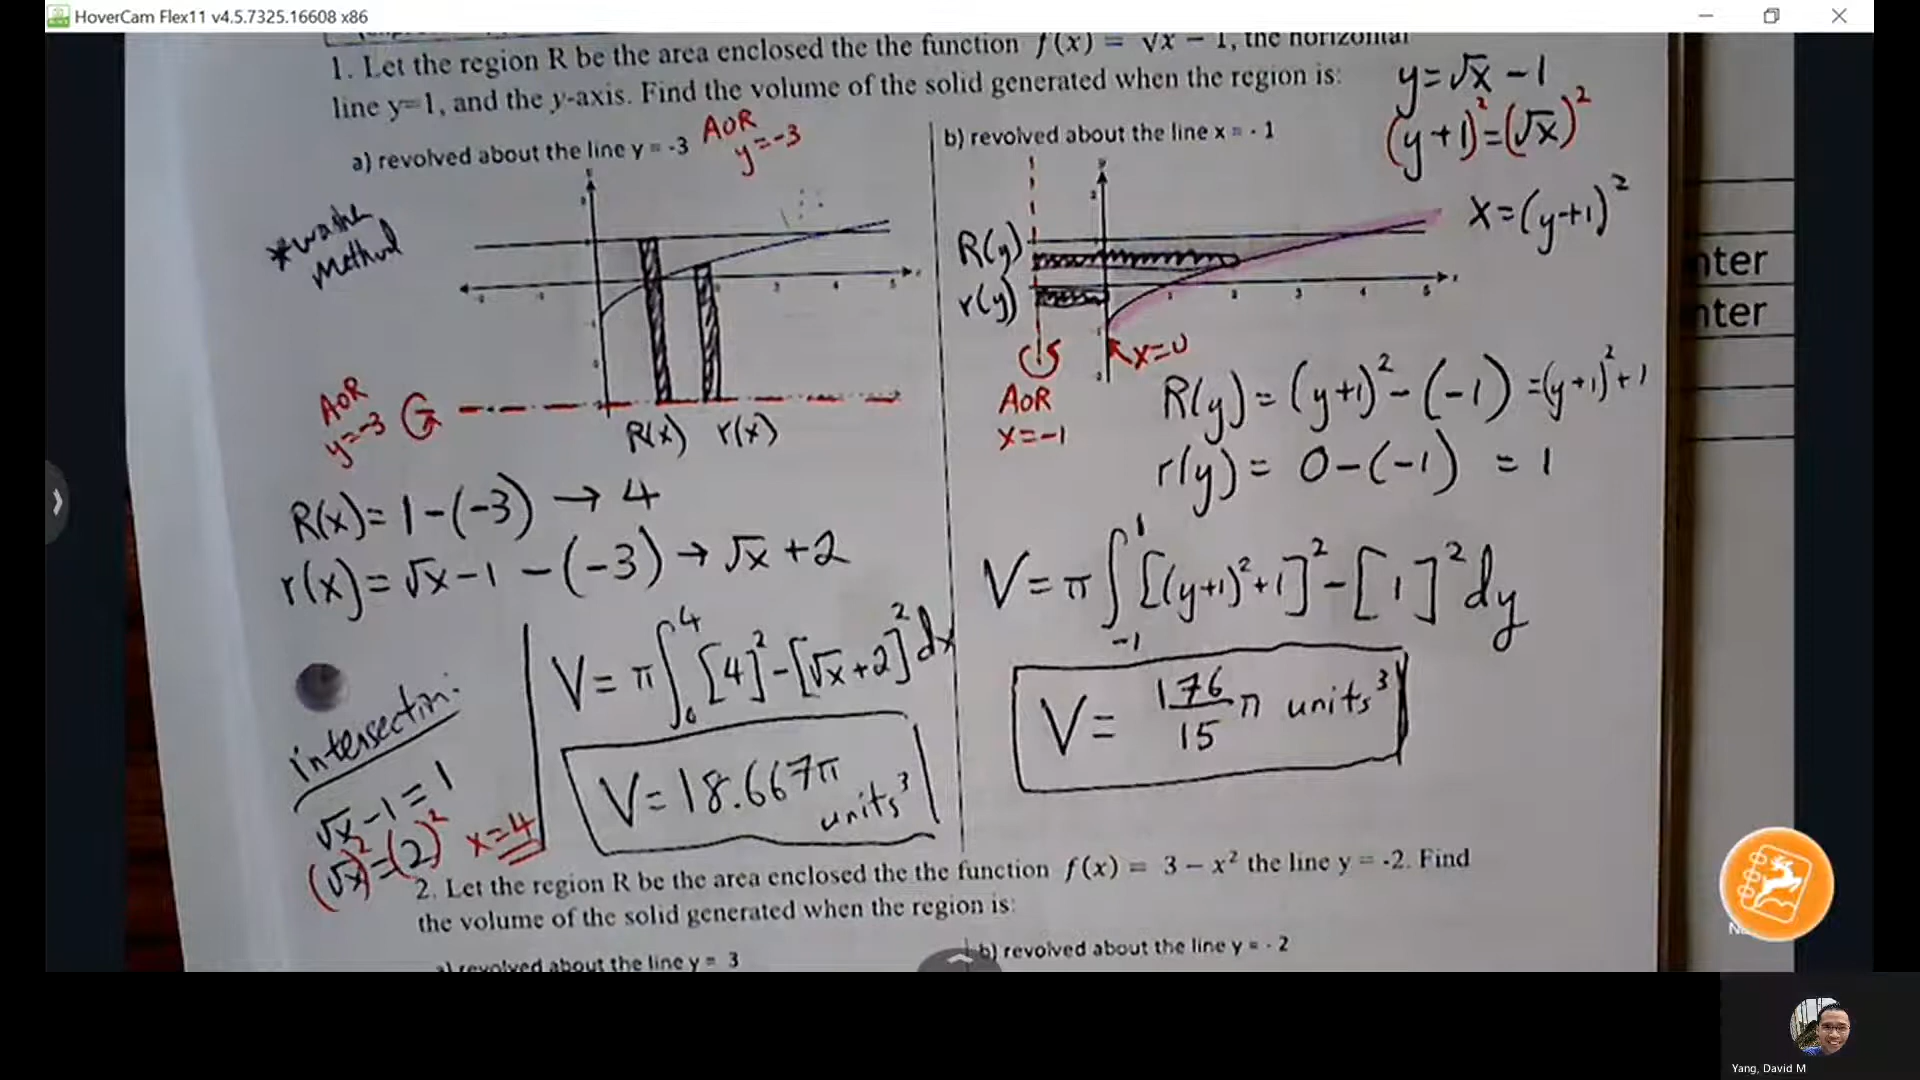 HoverCam Flex11 v4.5.7325.16608 x86
1. Let the region R be the area enclosed the the function f(x) = √x − 1, the horizontal
line y=1, and the y-axis. Find the volume of the solid generated when the region is:
y=√x −1
(y+1)²=(√x)²
x=(y+1)²
a) revolved about the line y = -3
AoR
y=-3
*washer
method
AoR
y=-3
R(x) r(x)
R(x)= 1-(-3) → 4
r(x)= √x-1 -(-3) → √x +2
intersection:
√x-1=1
(√x)²=(2)² x=4
V= π∫₀⁴ [4]²-[√x+2]² dx
V=18.667π
units³
b) revolved about the line x = - 1
R(y)
r(y)
x=0
AoR
x=-1
R(y)= (y+1)²-(-1) =(y+1)²+1
r(y)= 0-(-1) = 1
V=π∫₋₁¹ [(y+1)²+1]²-[1]² dy
V= 176/15 π units³
2. Let the region R be the area enclosed the the function f(x) = 3 − x² the line y = -2. Find
the volume of the solid generated when the region is:
a) revolved about the line y = 3
b) revolved about the line y = - 2
nter
nter
Yang, David M